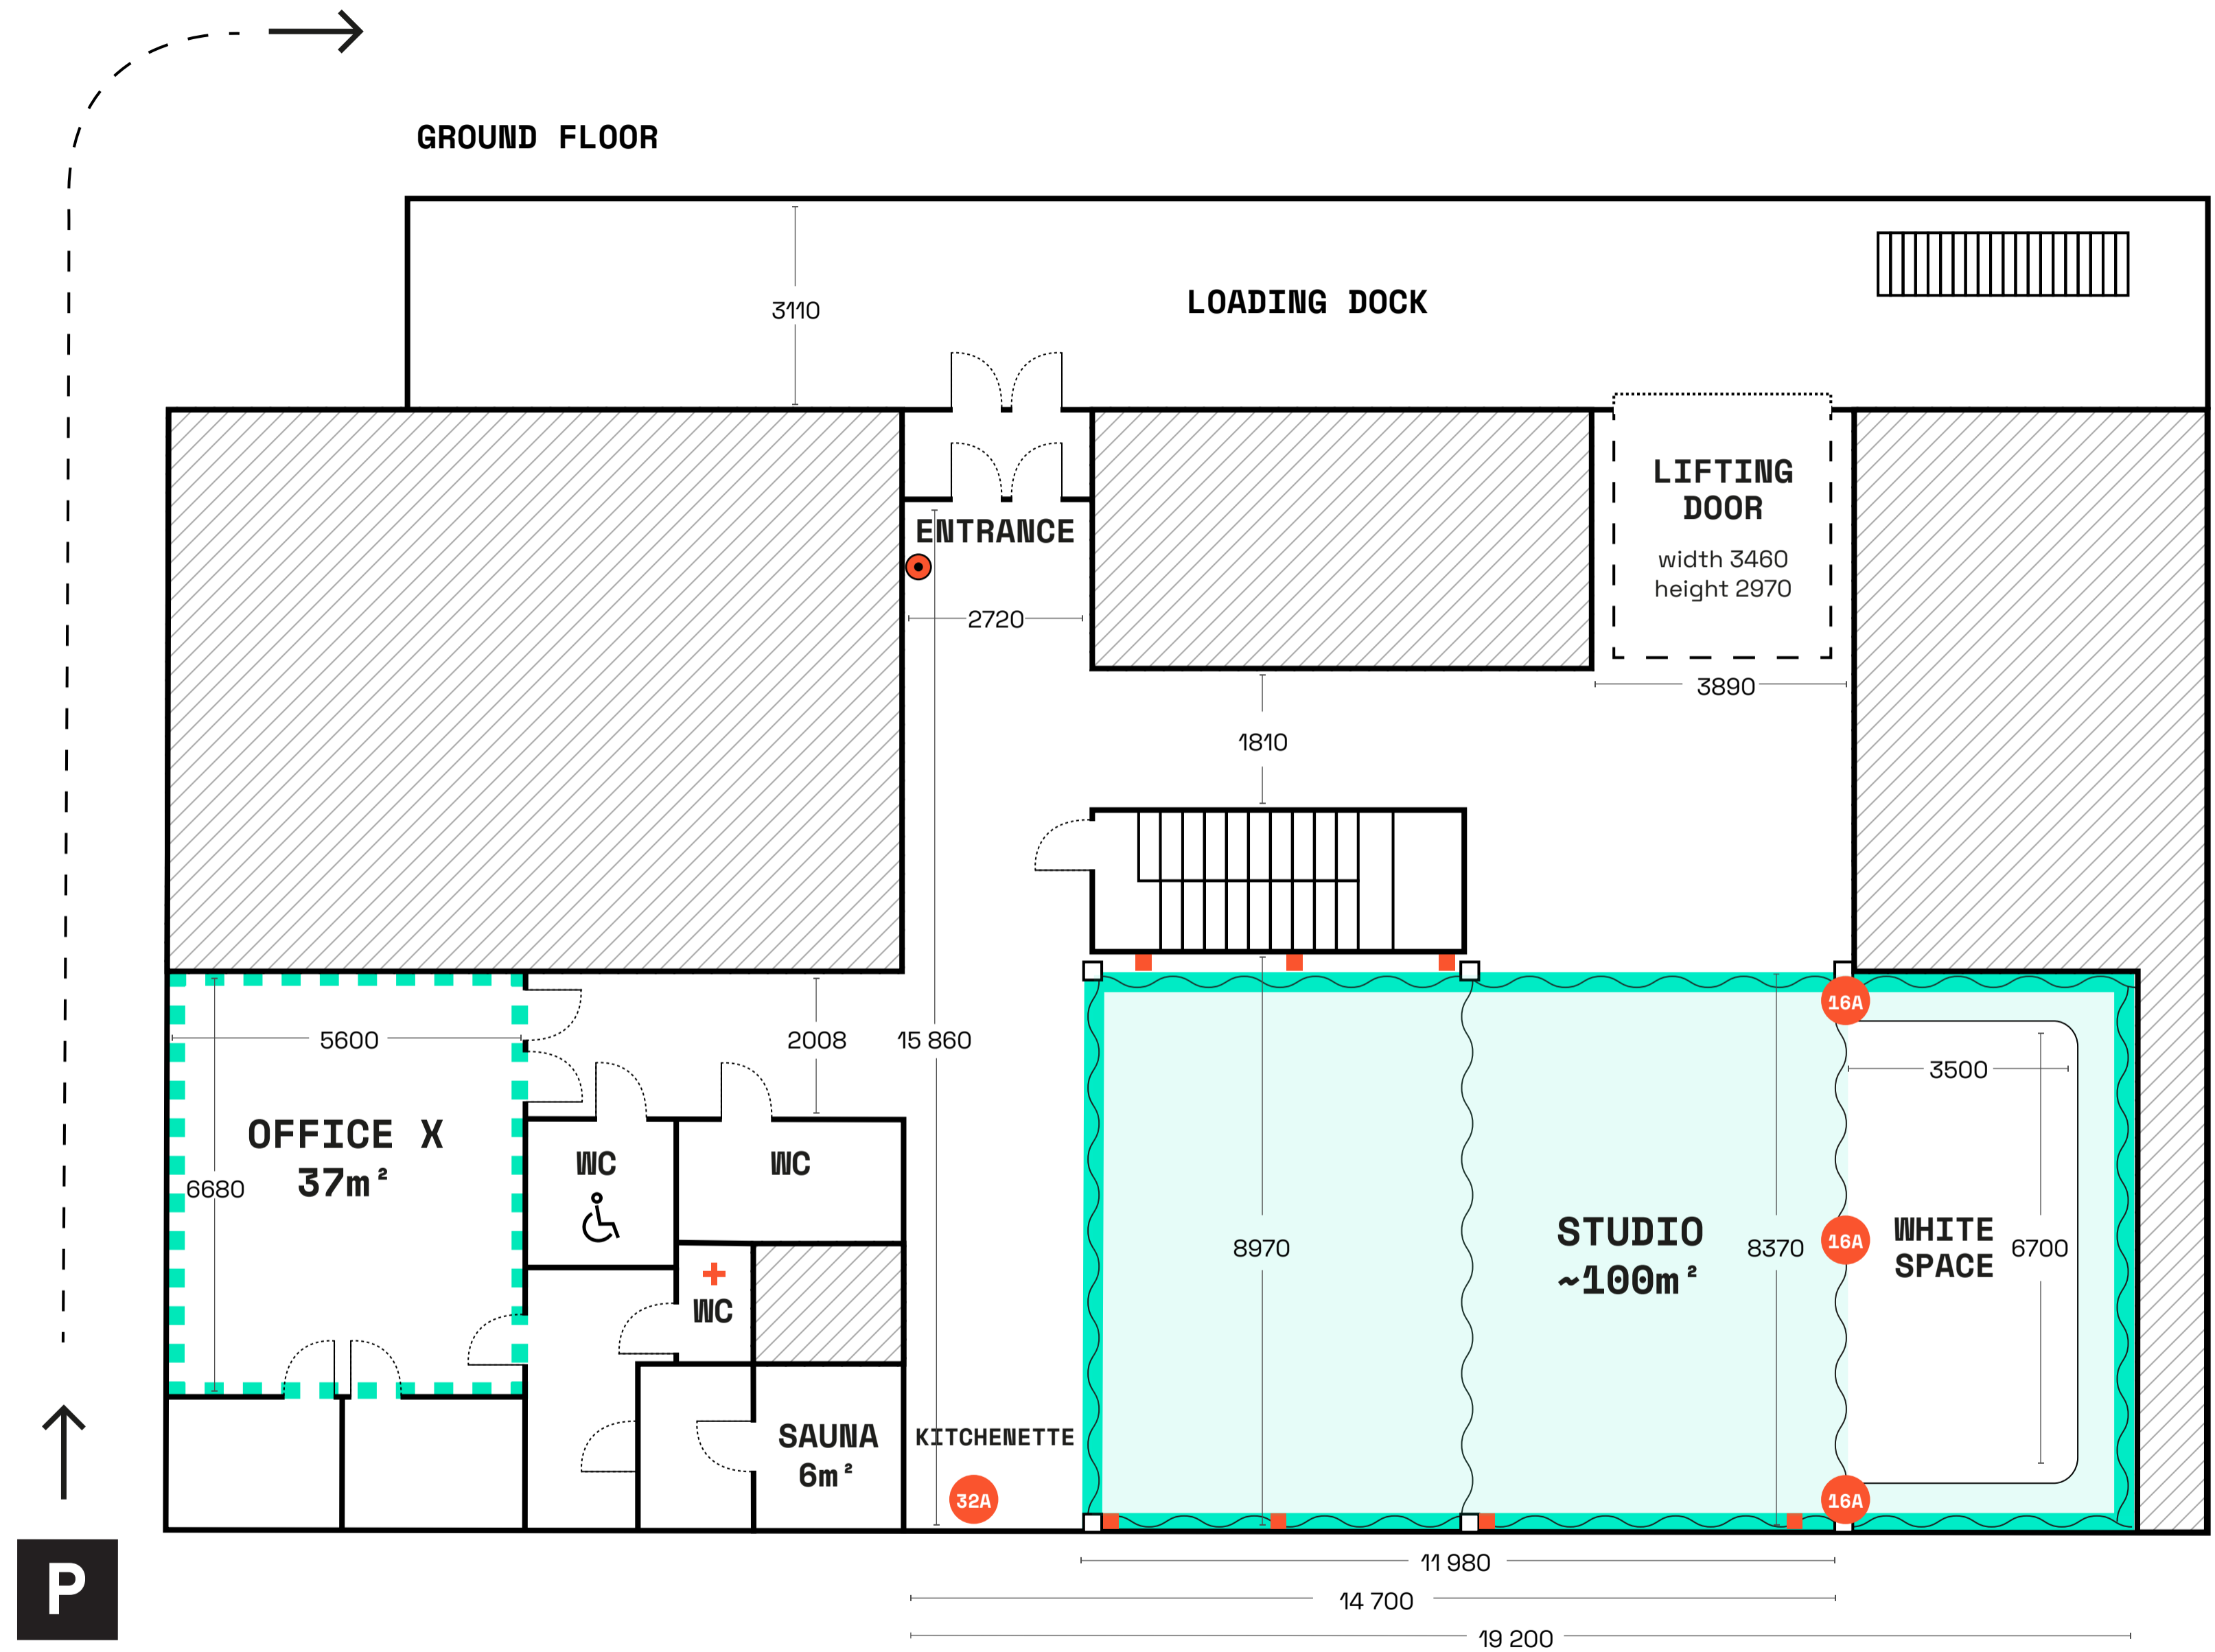 GROUND FLOOR
3110
LOADING DOCK
LIFTING
DOOR
width 3460
height 2970
ENTRANCE
2720
3890
1810
16A
5600
2008
15 860
3500
OFFICE X
37m²
6680
WC
WC
STUDIO
~100m²
8970
8370
16A
WHITE
SPACE
6700
WC
SAUNA
6m²
KITCHENETTE
32A
16A
P
11 980
14 700
19 200